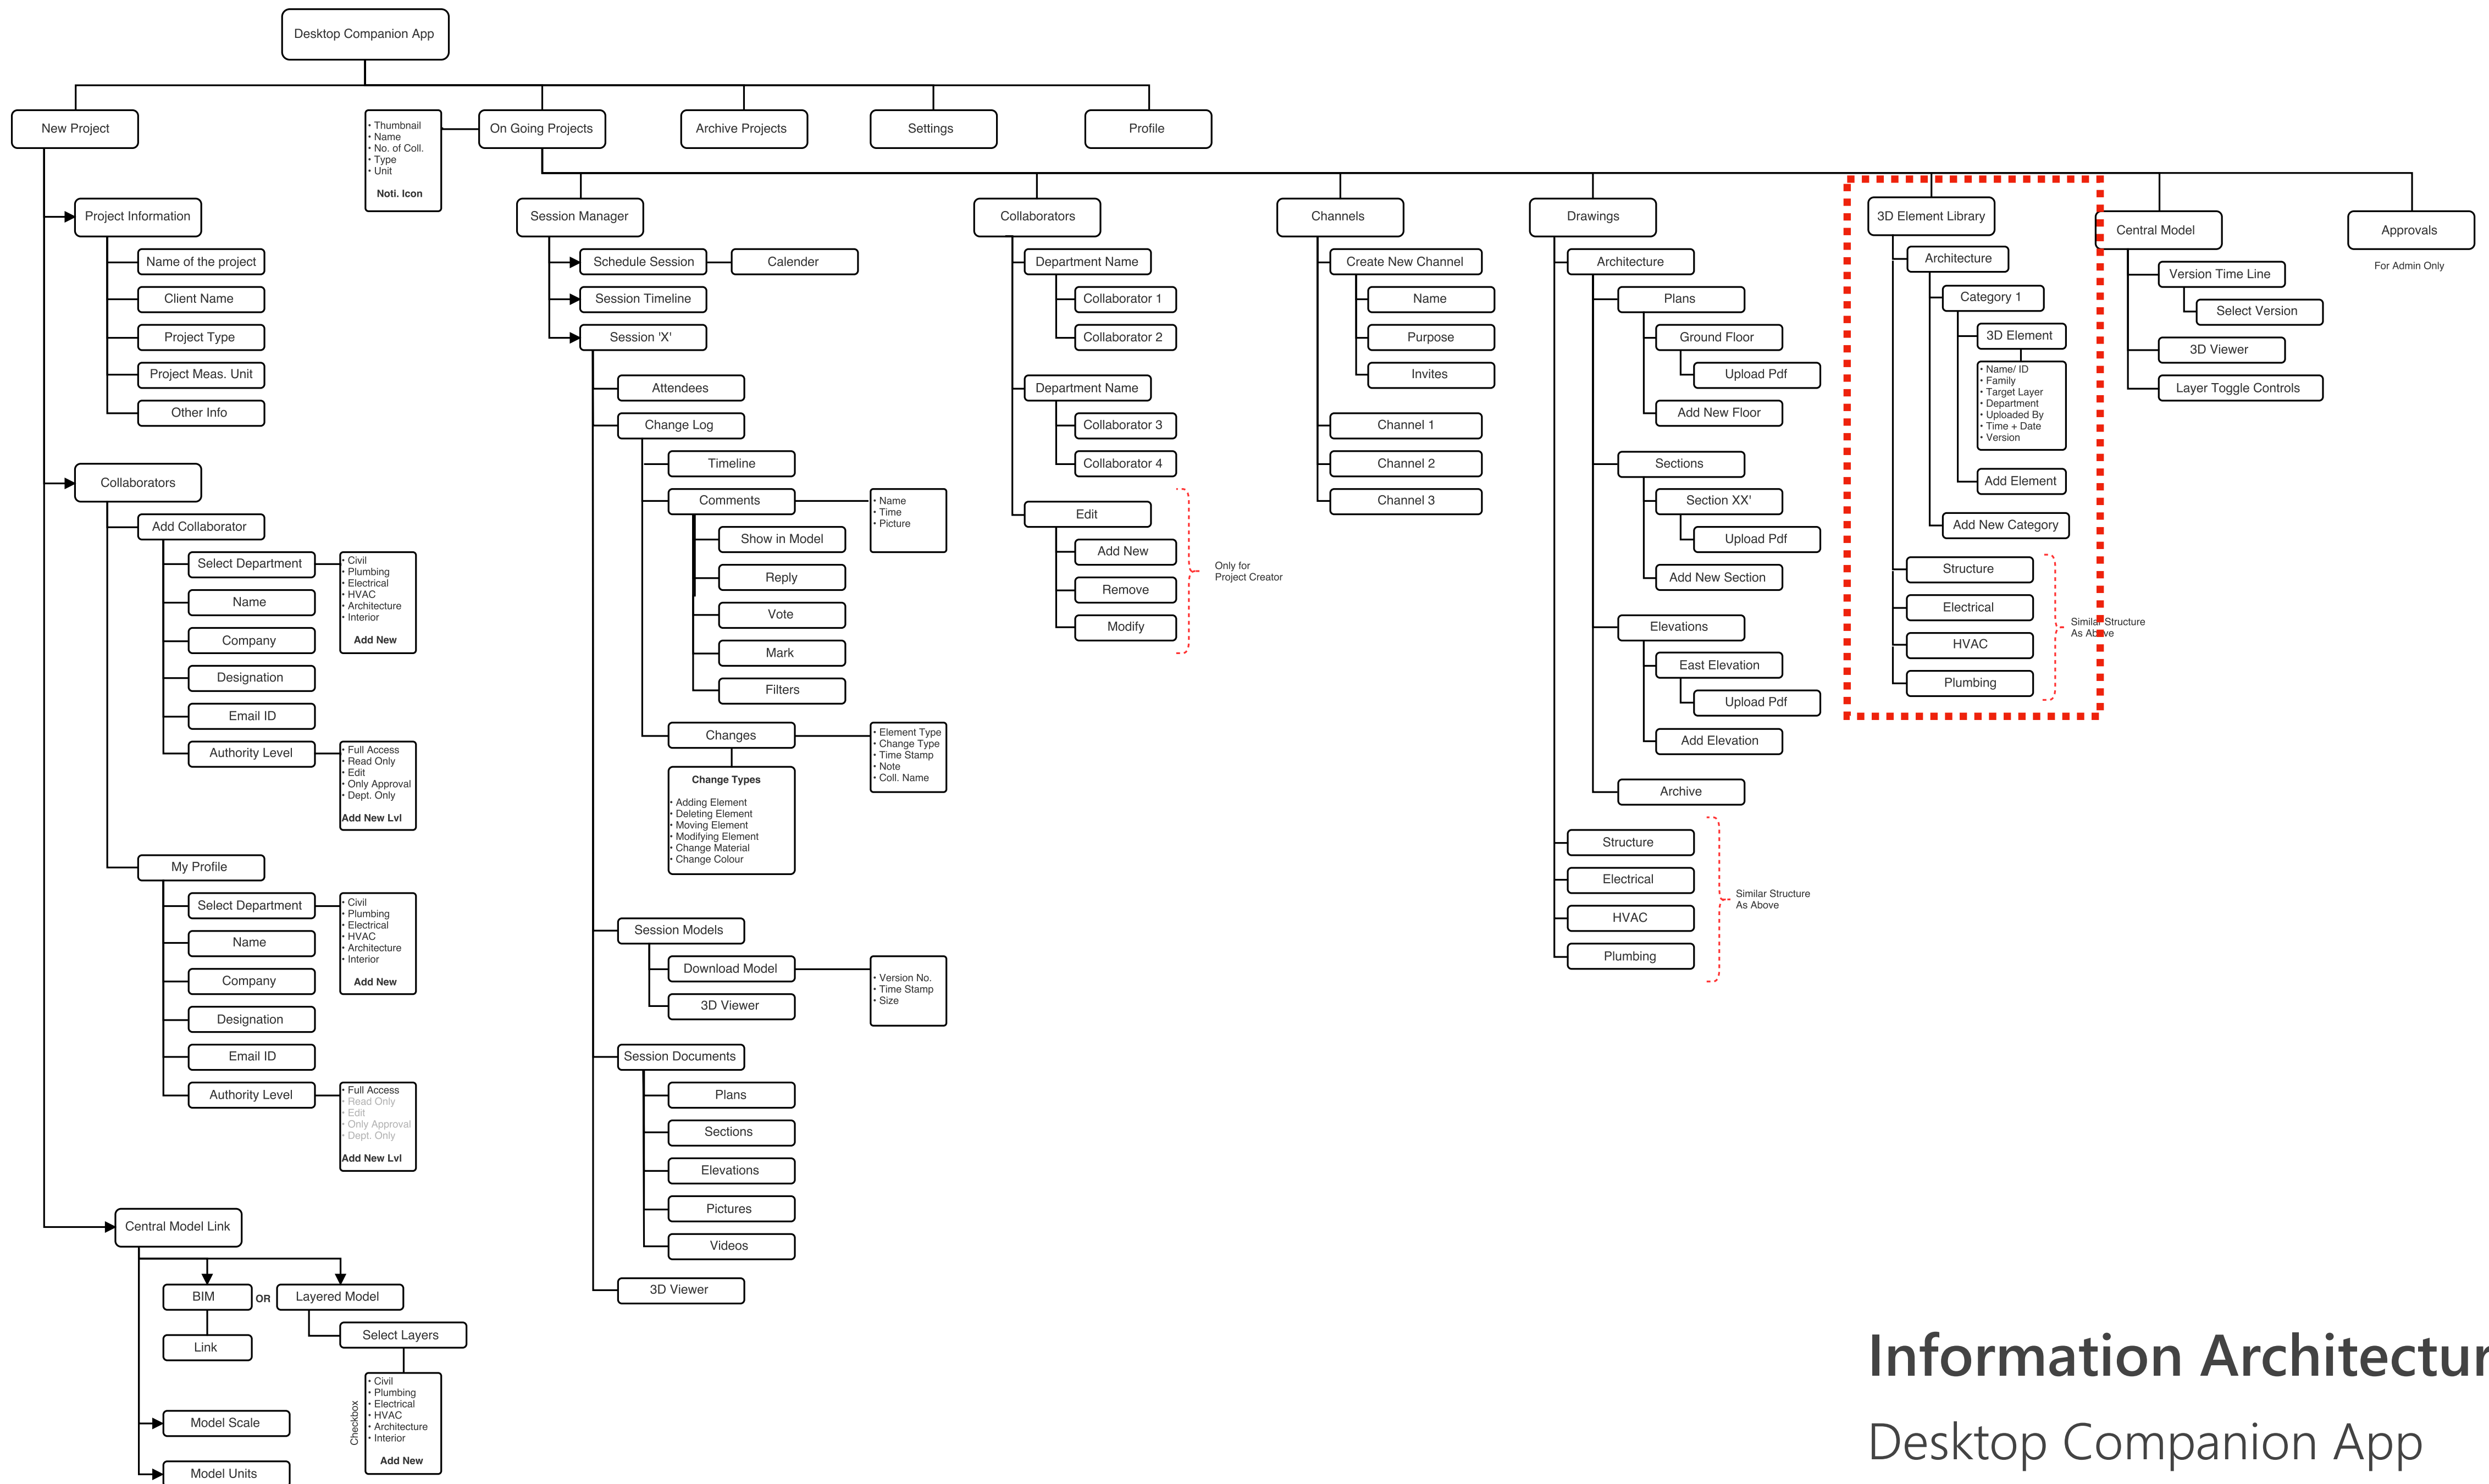 Desktop Companion App
New Project
• Thumbnail
• Name
• No. of Coll.
• Type
• Unit
Noti. Icon
On Going Projects
Archive Projects
Settings
Profile
Project Information
Name of the project
Client Name
Project Type
Project Meas. Unit
Other Info
Collaborators
Add Collaborator
Select Department
• Civil
• Plumbing
• Electrical
• HVAC
• Architecture
• Interior
Add New
Name
Company
Designation
Email ID
Authority Level
• Full Access
• Read Only
• Edit
• Only Approval
• Dept. Only
Add New Lvl
My Profile
Select Department
• Civil
• Plumbing
• Electrical
• HVAC
• Architecture
• Interior
Add New
Name
Company
Designation
Email ID
Authority Level
• Full Access
• Read Only
• Edit
• Only Approval
• Dept. Only
Add New Lvl
Central Model Link
BIM
OR
Layered Model
Link
Select Layers
Checkbox
• Civil
• Plumbing
• Electrical
• HVAC
• Architecture
• Interior
Add New
Model Scale
Model Units
Session Manager
Schedule Session
Calender
Session Timeline
Session 'X'
Attendees
Change Log
Timeline
Comments
• Name
• Time
• Picture
Show in Model
Reply
Vote
Mark
Filters
Changes
• Element Type
• Change Type
• Time Stamp
• Note
• Coll. Name
Change Types
• Adding Element
• Deleting Element
• Moving Element
• Modifying Element
• Change Material
• Change Colour
Session Models
Download Model
• Version No.
• Time Stamp
• Size
3D Viewer
Session Documents
Plans
Sections
Elevations
Pictures
Videos
3D Viewer
Collaborators
Department Name
Collaborator 1
Collaborator 2
Department Name
Collaborator 3
Collaborator 4
Edit
Add New
Remove
Modify
Only for
Project Creator
Channels
Create New Channel
Name
Purpose
Invites
Channel 1
Channel 2
Channel 3
Drawings
Architecture
Plans
Ground Floor
Upload Pdf
Add New Floor
Sections
Section XX'
Upload Pdf
Add New Section
Elevations
East Elevation
Upload Pdf
Add Elevation
Archive
Structure
Electrical
HVAC
Plumbing
Similar Structure
As Above
3D Element Library
Architecture
Category 1
3D Element
• Name/ ID
• Family
• Target Layer
• Department
• Uploaded By
• Time + Date
• Version
Add Element
Add New Category
Structure
Electrical
HVAC
Plumbing
Similar Structure
As Above
Central Model
Version Time Line
Select Version
3D Viewer
Layer Toggle Controls
Approvals
For Admin Only
Information Architectur
Desktop Companion App